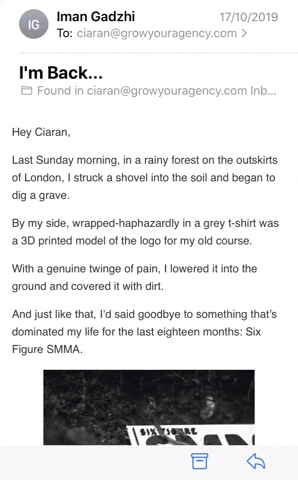 IG
Iman Gadzhi
17/10/2019
To: ciaran@growyouragency.com >
I'm Back...
Found in ciaran@growyouragency.com Inb...
Hey Ciaran,
Last Sunday morning, in a rainy forest on the outskirts
of London, I struck a shovel into the soil and began to
dig a grave.
By my side, wrapped-haphazardly in a grey t-shirt was
a 3D printed model of the logo for my old course.
With a genuine twinge of pain, I lowered it into the
ground and covered it with dirt.
And just like that, I'd said goodbye to something that's
dominated my life for the last eighteen months: Six
Figure SMMA.
SIX FIGURE